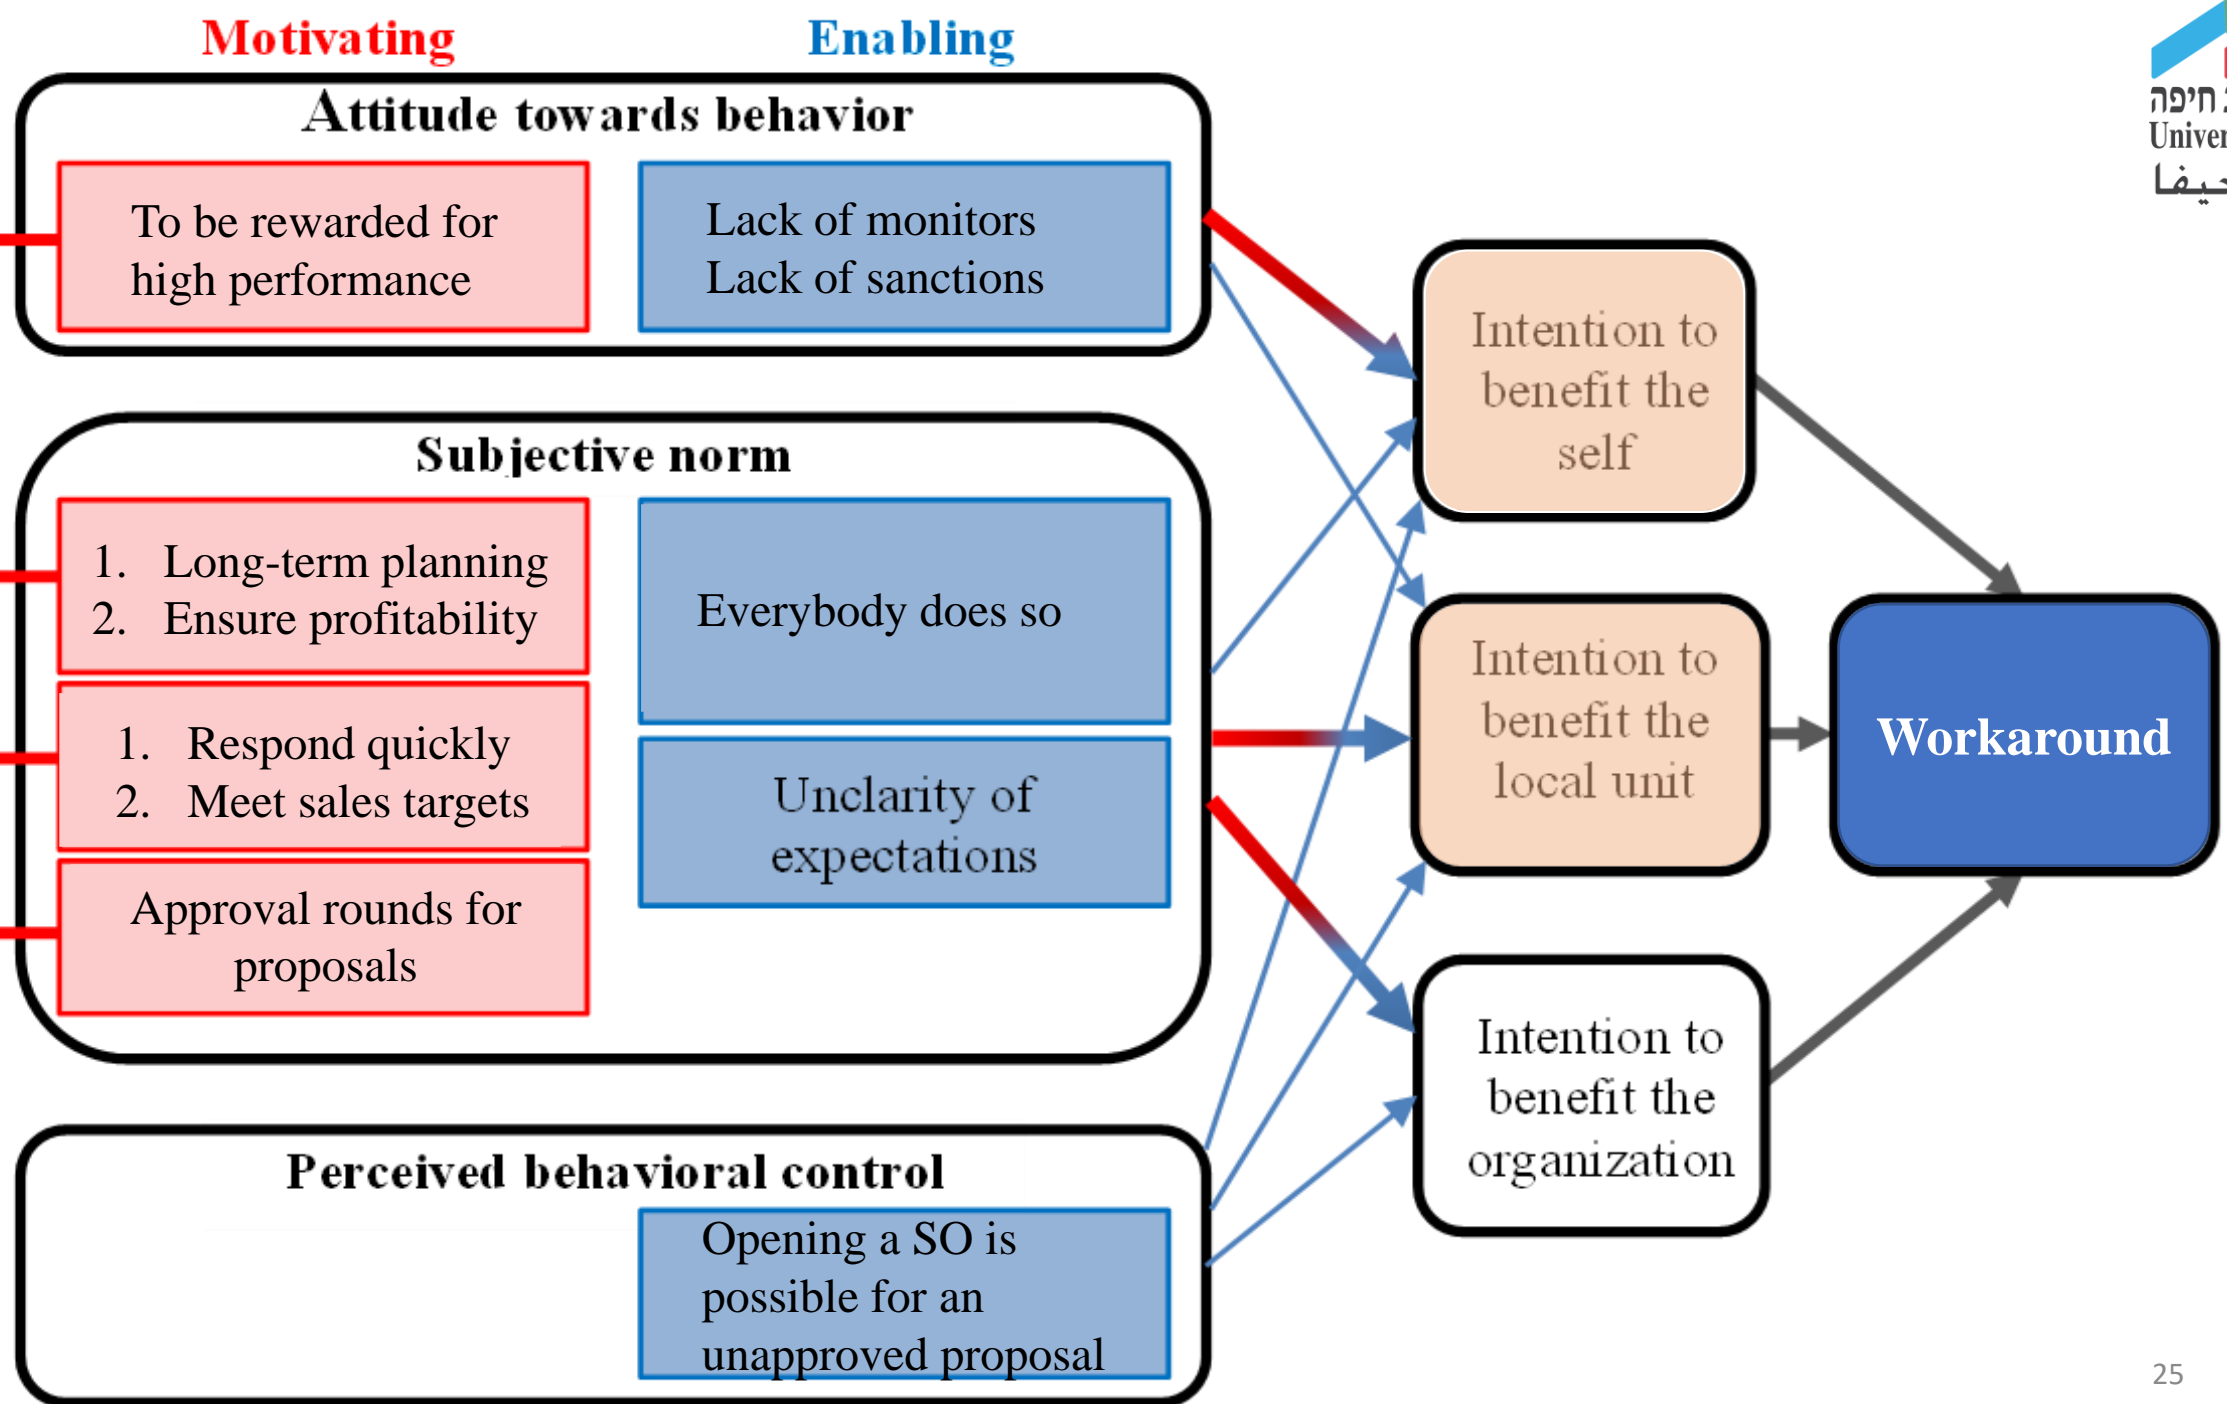 Motivating
Enabling
Attitude towards behavior
To be rewarded for
high performance
Lack of monitors
Lack of sanctions
Subjective norm
1. Long-term planning
2. Ensure profitability
Everybody does so
1. Respond quickly
2. Meet sales targets
Unclarity of
expectations
Approval rounds for
proposals
Perceived behavioral control
Opening a SO is
possible for an
unapproved proposal
Intention to
benefit the
self
Intention to
benefit the
local unit
Intention to
benefit the
organization
Workaround
חיפה
25